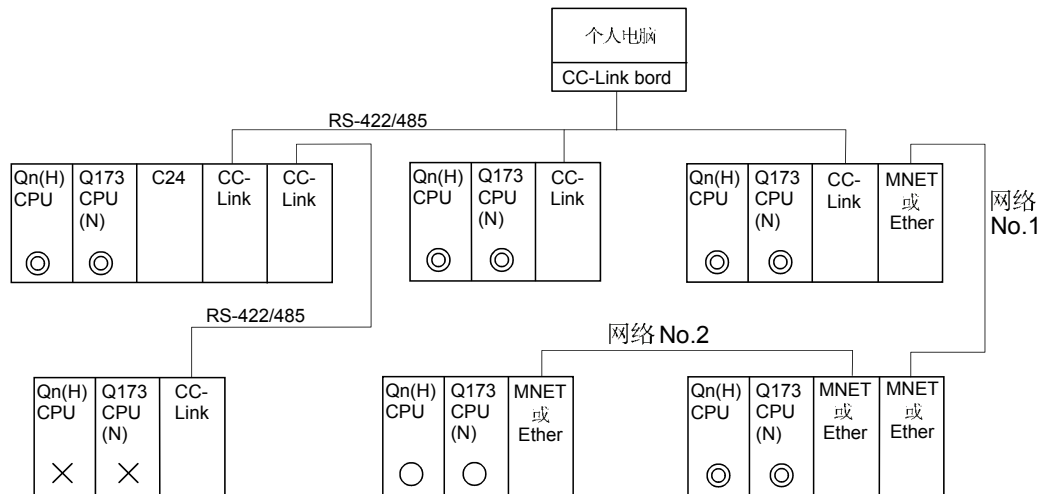 个人电脑
CC-Link bord
RS-422/485
Qn(H)
CPU
Q173
CPU
(N)
C24
CC-
Link
CC-
Link
Qn(H)
CPU
Q173
CPU
(N)
CC-
Link
Qn(H)
CPU
Q173
CPU
(N)
CC-
Link
MNET
或
Ether
网络
No.1
RS-422/485
网络 No.2
Qn(H)
CPU
Q173
CPU
(N)
CC-
Link
Qn(H)
CPU
Q173
CPU
(N)
MNET
或
Ether
Qn(H)
CPU
Q173
CPU
(N)
MNET
或
Ether
MNET
或
Ether